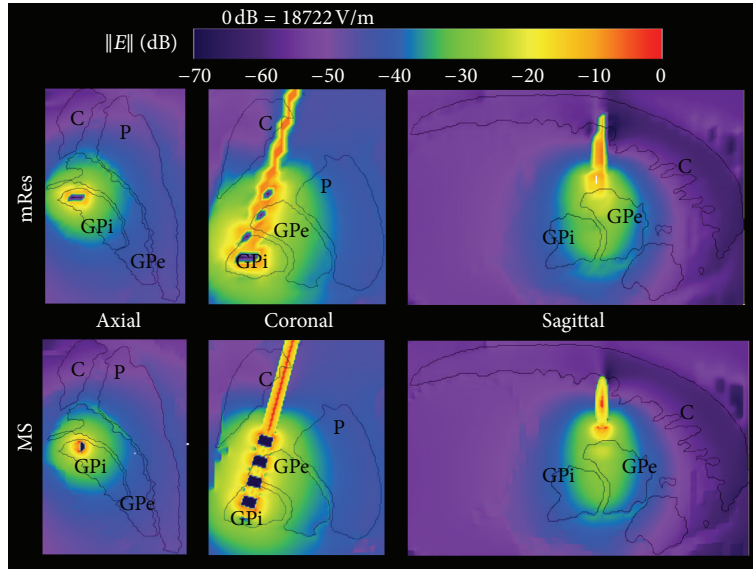 0 dB = 18722 V/m
‖E‖ (dB)
−70 −60 −50 −40 −30 −20 −10 0
mRes
C P GPi GPe
C P GPe GPi
C GPe GPi
Axial Coronal Sagittal
MS
C P GPi GPe
C P GPe GPi
C GPe GPi